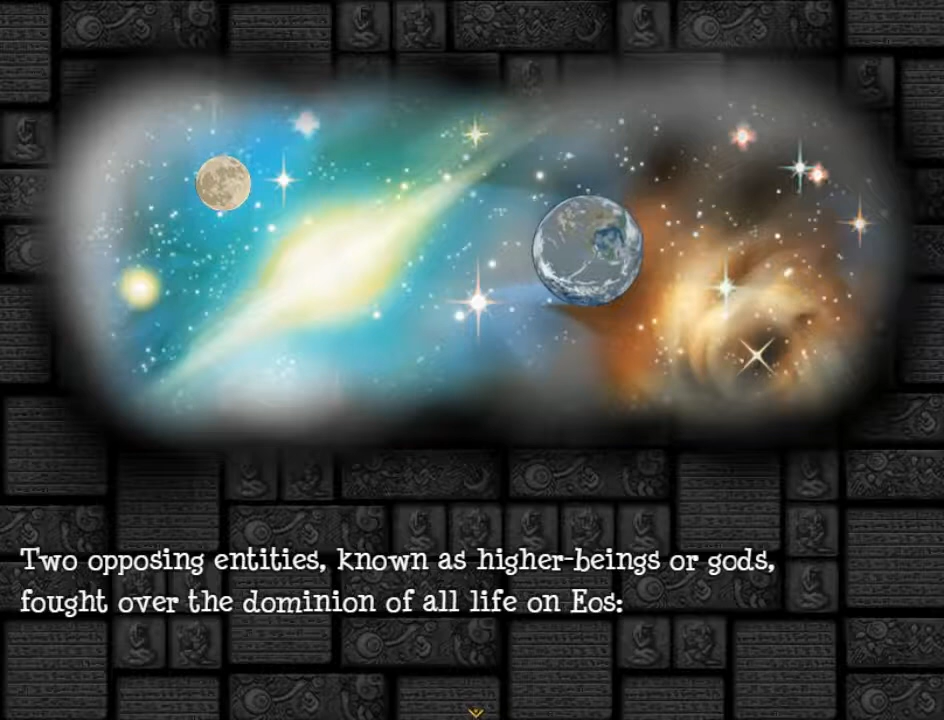 Two opposing entities, known as higher-beings or gods,
fought over the dominion of all life on Eos: